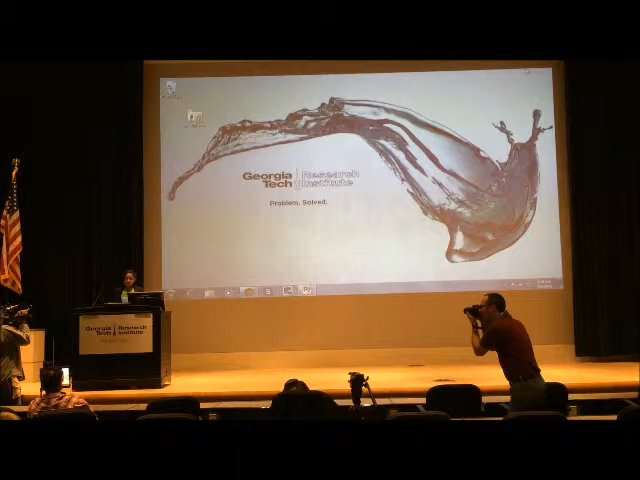 Georgia Tech
Research Institute
Problem. Solved.
Georgia Tech
Research Institute